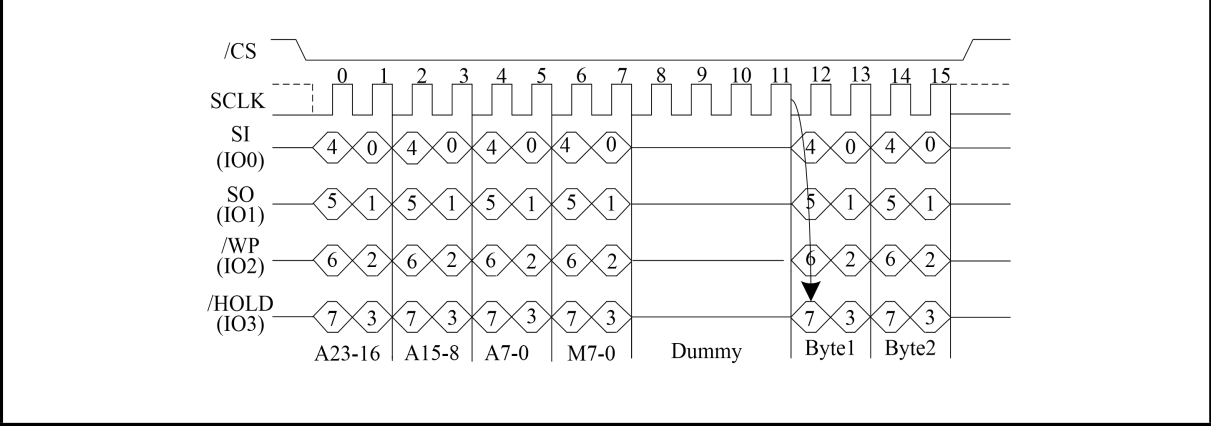 /CS
0 1 2 3 4 5 6 7 8 9 10 11 12 13 14 15
SCLK
SI
(IO0)
4 0 4 0 4 0 4 0 4 0 4 0
SO
(IO1)
5 1 5 1 5 1 5 1 5 1 5 1
/WP
(IO2)
6 2 6 2 6 2 6 2 6 2 6 2
/HOLD
(IO3)
7 3 7 3 7 3 7 3 7 3 7 3
A23-16 A15-8 A7-0 M7-0 Dummy Byte1 Byte2